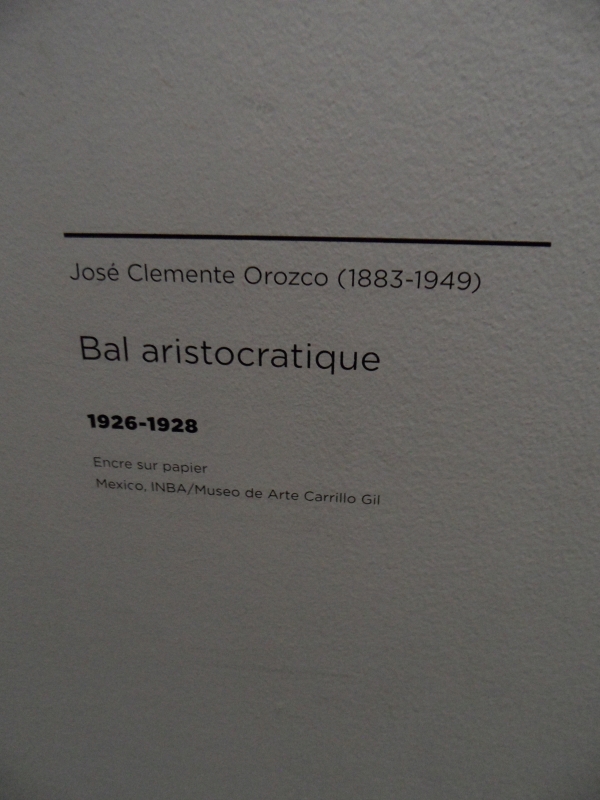 José Clemente Orozco (1883-1949)
Bal aristocratique
1926-1928
Encre sur papier
Mexico, INBA/Museo de Arte Carrillo Gil